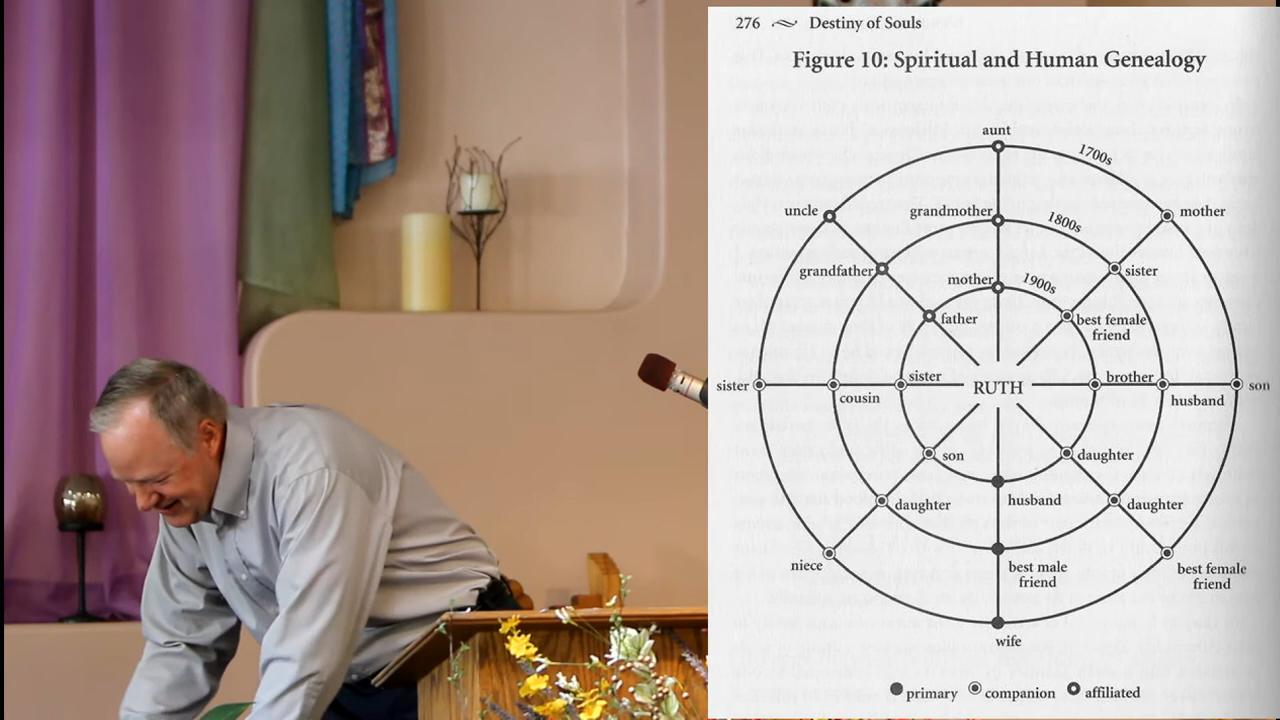 276 Destiny of Souls
Figure 10: Spiritual and Human Genealogy
aunt
1700s
uncle
grandmother
1800s
mother
grandfather
mother
1900s
sister
father
best female
friend
sister
cousin
sister
RUTH
brother
husband
son
son
daughter
daughter
husband
daughter
niece
best male
friend
best female
friend
wife
primary companion affiliated